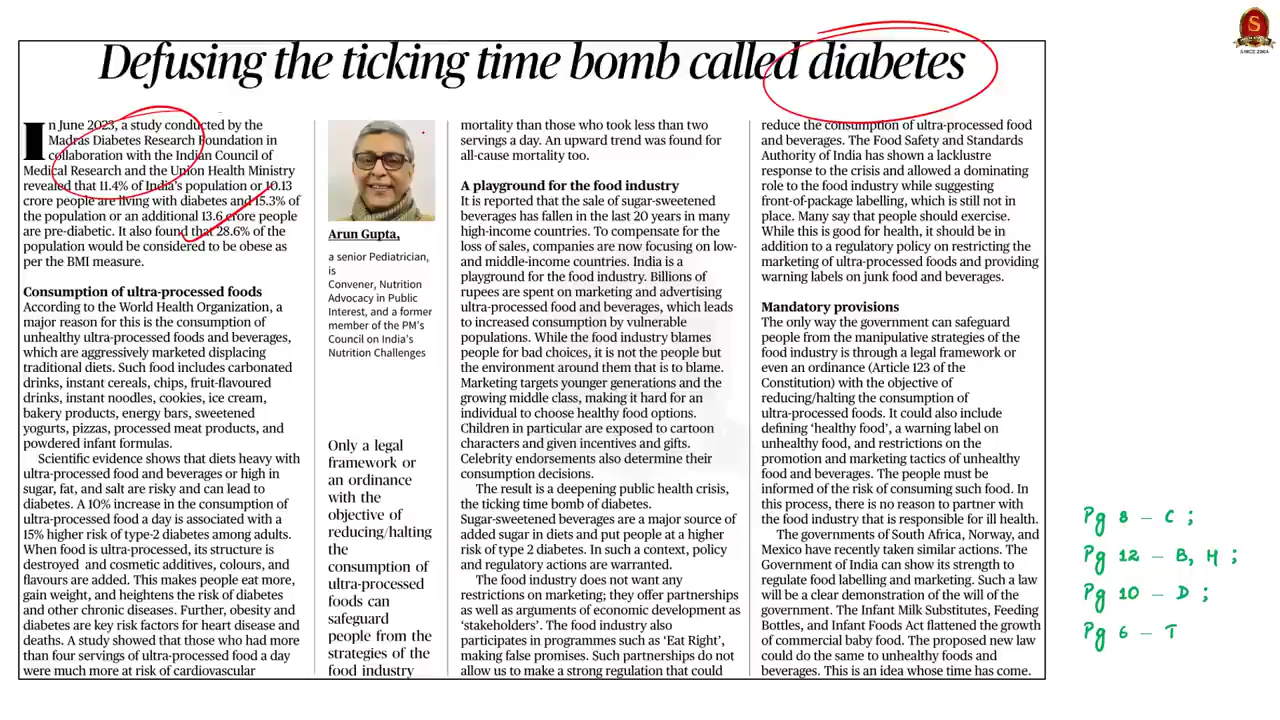 Defusing the ticking time bomb called diabetes
In June 2023, a study conducted by the
Madras Diabetes Research Foundation in
collaboration with the Indian Council of
Medical Research and the Union Health Ministry
revealed that 11.4% of India's population or 10.13
crore people are living with diabetes and 15.3% of
the population or an additional 13.6 crore people
are pre-diabetic. It also found that 28.6% of the
population would be considered to be obese as
per the BMI measure.
Consumption of ultra-processed foods
According to the World Health Organization, a
major reason for this is the consumption of
unhealthy ultra-processed foods and beverages,
which are aggressively marketed displacing
traditional diets. Such food includes carbonated
drinks, instant cereals, chips, fruit-flavoured
drinks, instant noodles, cookies, ice cream,
bakery products, energy bars, sweetened
yogurts, pizzas, processed meat products, and
powdered infant formulas.
Scientific evidence shows that diets heavy with
ultra-processed food and beverages or high in
sugar, fat, and salt are risky and can lead to
diabetes. A 10% increase in the consumption of
ultra-processed food a day is associated with a
15% higher risk of type-2 diabetes among adults.
When food is ultra-processed, its structure is
destroyed and cosmetic additives, colours, and
flavours are added. This makes people eat more,
gain weight, and heightens the risk of diabetes
and other chronic diseases. Further, obesity and
diabetes are key risk factors for heart disease and
deaths. A study showed that those who had more
than four servings of ultra-processed food a day
were much more at risk of cardiovascular
Arun Gupta,
a senior Pediatrician,
is
Convener, Nutrition
Advocacy in Public
Interest, and a former
member of the PM's
Council on India's
Nutrition Challenges
Only a legal
framework or
an ordinance
with the
objective of
reducing/halting
the
consumption of
ultra-processed
foods can
safeguard
people from the
strategies of the
food industry
mortality than those who took less than two
servings a day. An upward trend was found for
all-cause mortality too.
A playground for the food industry
It is reported that the sale of sugar-sweetened
beverages has fallen in the last 20 years in many
high-income countries. To compensate for the
loss of sales, companies are now focusing on low-
and middle-income countries. India is a
playground for the food industry. Billions of
rupees are spent on marketing and advertising
ultra-processed food and beverages, which leads
to increased consumption by vulnerable
populations. While the food industry blames
people for bad choices, it is not the people but
the environment around them that is to blame.
Marketing targets younger generations and the
growing middle class, making it hard for an
individual to choose healthy food options.
Children in particular are exposed to cartoon
characters and given incentives and gifts.
Celebrity endorsements also determine their
consumption decisions.
The result is a deepening public health crisis,
the ticking time bomb of diabetes.
Sugar-sweetened beverages are a major source of
added sugar in diets and put people at a higher
risk of type 2 diabetes. In such a context, policy
and regulatory actions are warranted.
The food industry does not want any
restrictions on marketing; they offer partnerships
as well as arguments of economic development as
'stakeholders'. The food industry also
participates in programmes such as 'Eat Right',
making false promises. Such partnerships do not
allow us to make a strong regulation that could
reduce the consumption of ultra-processed food
and beverages. The Food Safety and Standards
Authority of India has shown a lacklustre
response to the crisis and allowed a dominating
role to the food industry while suggesting
front-of-package labelling, which is still not in
place. Many say that people should exercise.
While this is good for health, it should be in
addition to a regulatory policy on restricting the
marketing of ultra-processed foods and providing
warning labels on junk food and beverages.
Mandatory provisions
The only way the government can safeguard
people from the manipulative strategies of the
food industry is through a legal framework or
even an ordinance (Article 123 of the
Constitution) with the objective of
reducing/halting the consumption of
ultra-processed foods. It could also include
defining 'healthy food', a warning label on
unhealthy food, and restrictions on the
promotion and marketing tactics of unhealthy
food and beverages. The people must be
informed of the risk of consuming such food. In
this process, there is no reason to partner with
the food industry that is responsible for ill health.
The governments of South Africa, Norway, and
Mexico have recently taken similar actions. The
Government of India can show its strength to
regulate food labelling and marketing. Such a law
will be a clear demonstration of the will of the
government. The Infant Milk Substitutes, Feeding
Bottles, and Infant Foods Act flattened the growth
of commercial baby food. The proposed new law
could do the same to unhealthy foods and
beverages. This is an idea whose time has come.
S
SINCE 2004
Pg 8 - C ;
Pg 12 - B, H ;
Pg 10 - D ;
Pg 6 - T